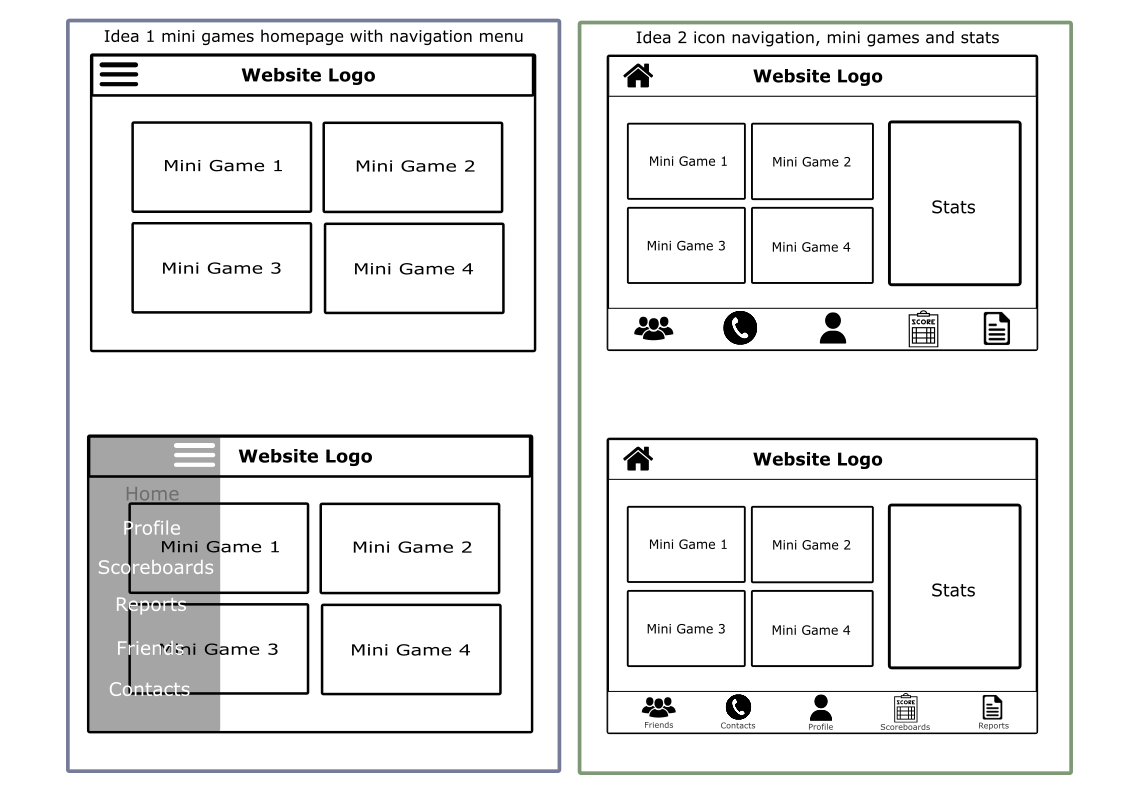 Idea 1 mini games homepage with navigation menu
Website Logo
Mini Game 1
Mini Game 2
Mini Game 3
Mini Game 4
Website Logo
Home
Profile
Scoreboards
Reports
Friends
Contacts
Mini Game 1
Mini Game 2
Mini Game 3
Mini Game 4
Idea 2 icon navigation, mini games and stats
Website Logo
Mini Game 1
Mini Game 2
Mini Game 3
Mini Game 4
Stats
SCORE
Website Logo
Mini Game 1
Mini Game 2
Mini Game 3
Mini Game 4
Stats
SCORE
Friends
Contacts
Profile
Scoreboards
Reports